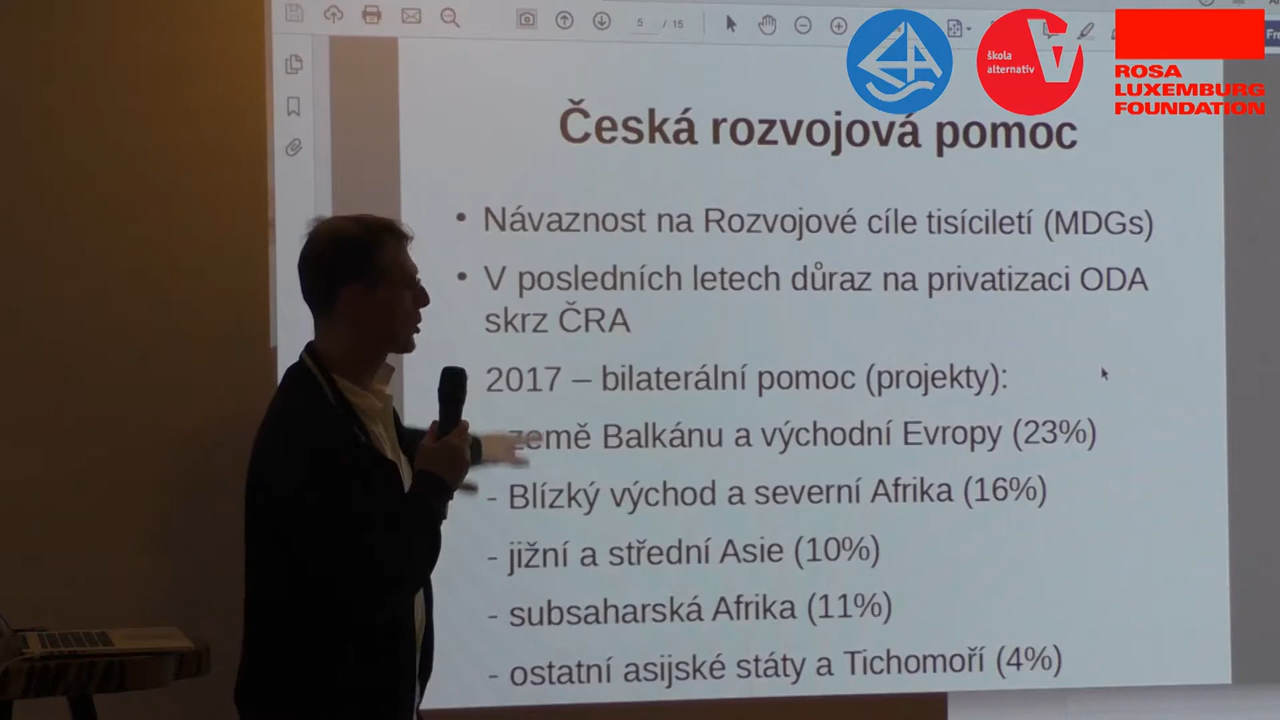 5 / 15
škola
alternativ
ROSA
LUXEMBURG
FOUNDATION
Česká rozvojová pomoc
• Návaznost na Rozvojové cíle tisíciletí (MDGs)
• V posledních letech důraz na privatizaci ODA
skrz ČRA
2017 – bilaterální pomoc (projekty):
země Balkánu a východní Evropy (23%)
- Blízký východ a severní Afrika (16%)
- jižní a střední Asie (10%)
- subsaharská Afrika (11%)
- ostatní asijské státy a Tichomoří (4%)